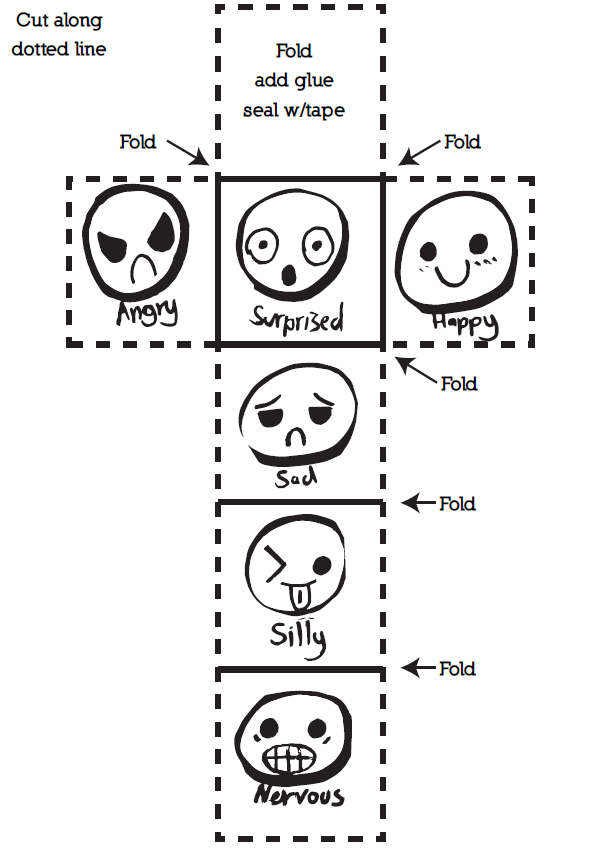 Cut along
dotted line
Fold
add glue
seal w/tape
Fold
Fold
Angry
Surprized
Happy
Fold
Sad
Fold
Silly
Fold
Nervous